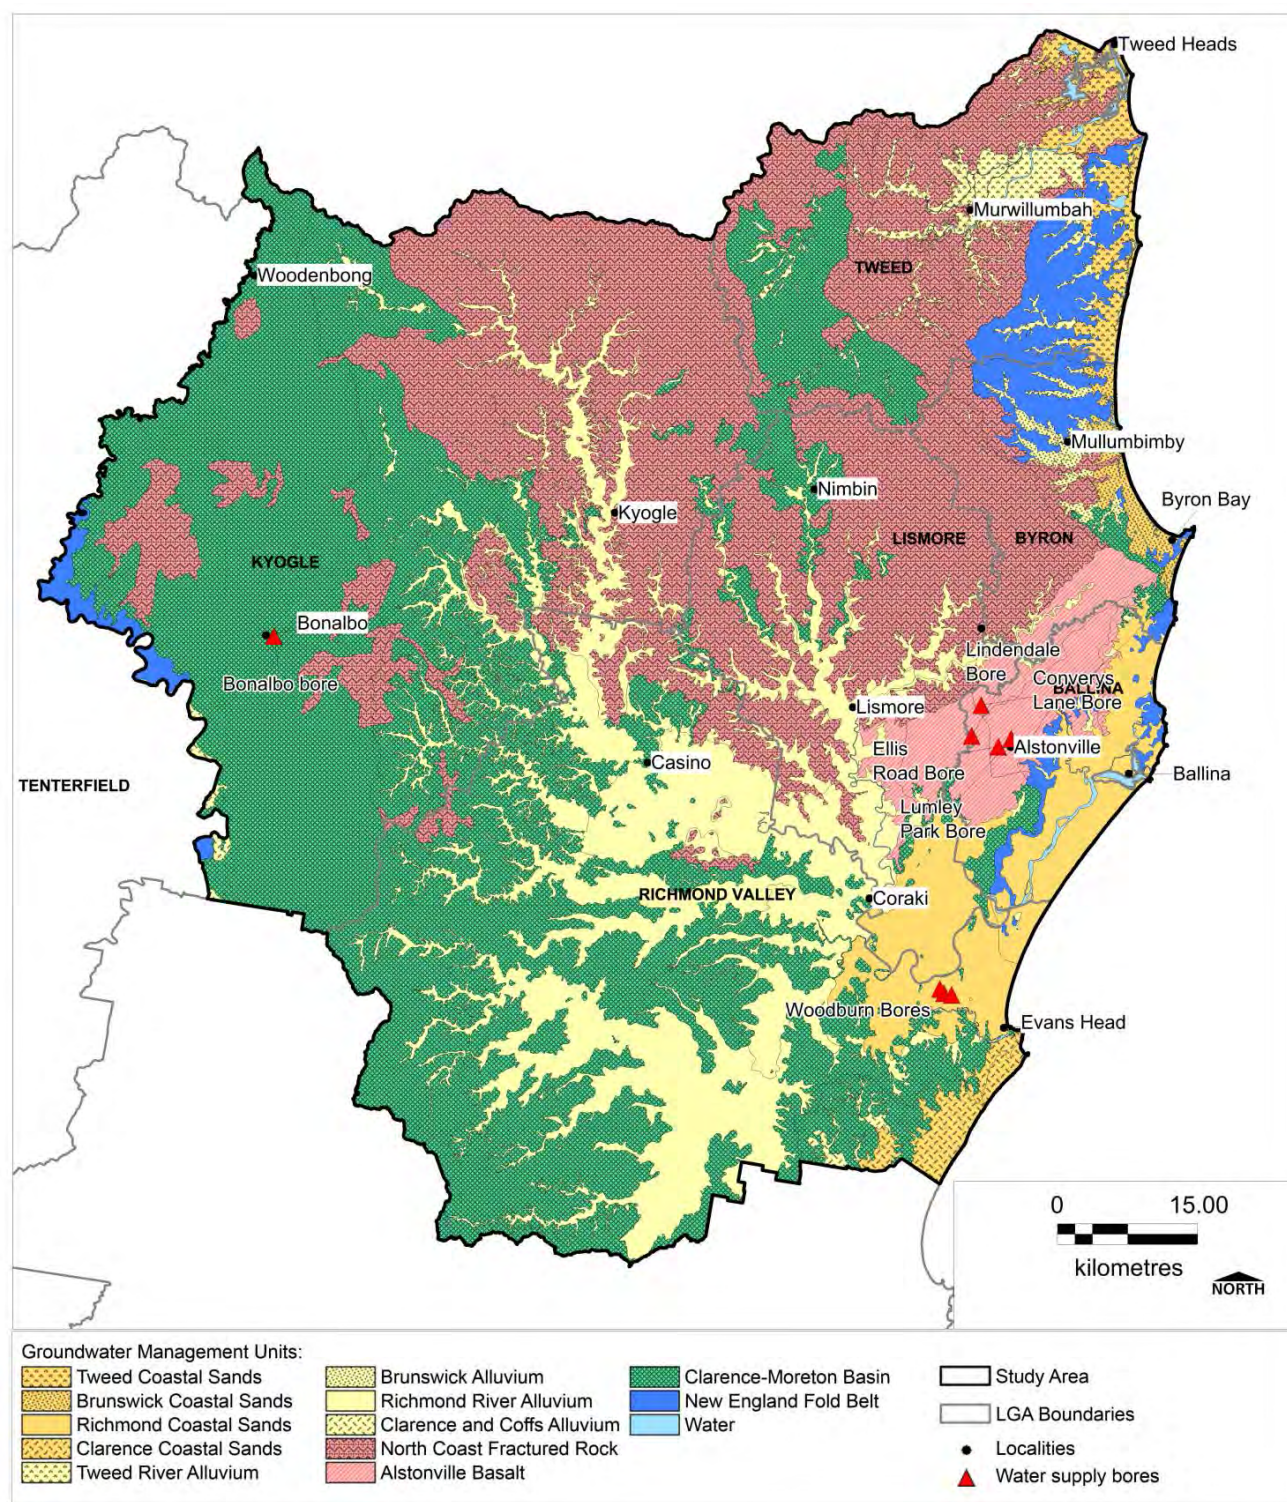 Tweed Heads
Murwillumbah
Woodenbong
TWEED
Mullumbimby
Nimbin
Byron Bay
Kyogle
LISMORE
BYRON
KYOGLE
Bonalbo
Lindendale
Bore
Bonalbo bore
Converys
BALLINA
Lane Bore
Lismore
Ellis
Road Bore
Alstonville
Casino
Ballina
TENTERFIELD
Lumley
Park Bore
RICHMOND VALLEY
Coraki
Woodburn Bores
Evans Head
0 15.00
kilometres
NORTH
Groundwater Management Units:
Tweed Coastal Sands
Brunswick Coastal Sands
Richmond Coastal Sands
Clarence Coastal Sands
Tweed River Alluvium
Brunswick Alluvium
Richmond River Alluvium
Clarence and Coffs Alluvium
North Coast Fractured Rock
Alstonville Basalt
Clarence-Moreton Basin
New England Fold Belt
Water
Study Area
LGA Boundaries
Localities
Water supply bores